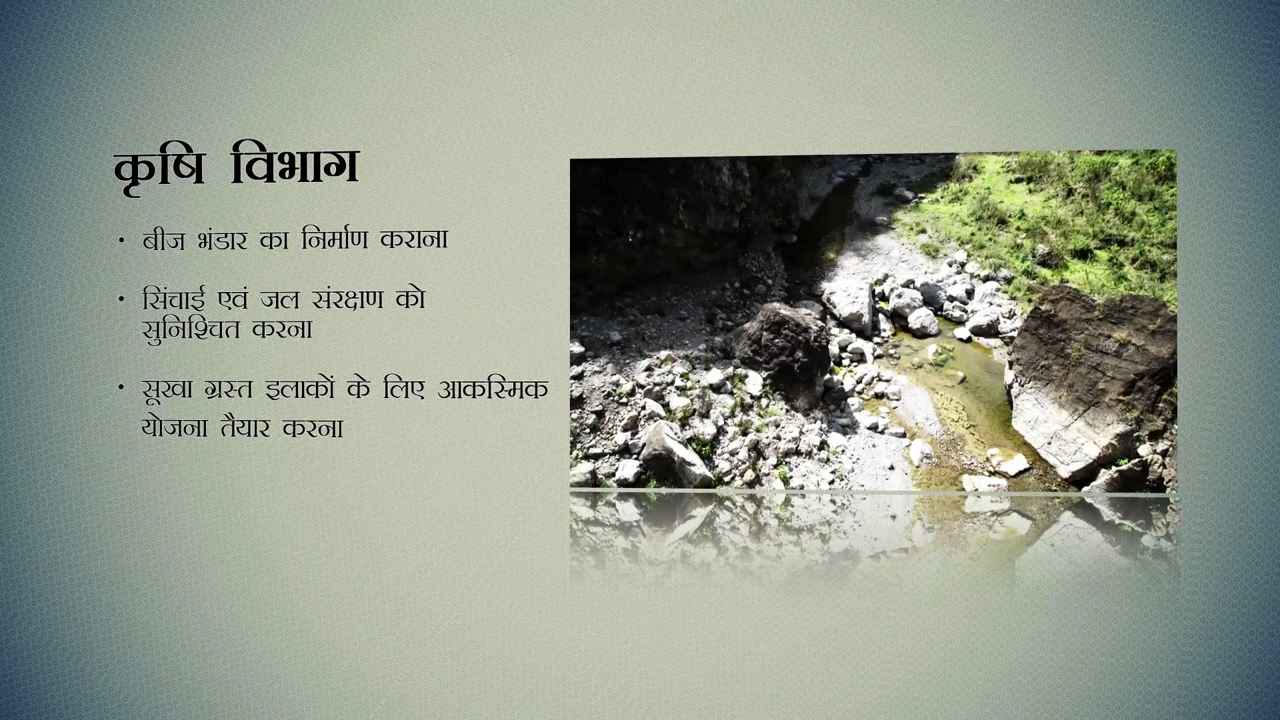 कृषि विभाग
• बीज भंडार का निर्माण कराना
• सिंचाई एवं जल संरक्षण को
सुनिश्चित करना
• सूखा ग्रस्त इलाकों के लिए आकस्मिक
योजना तैयार करना